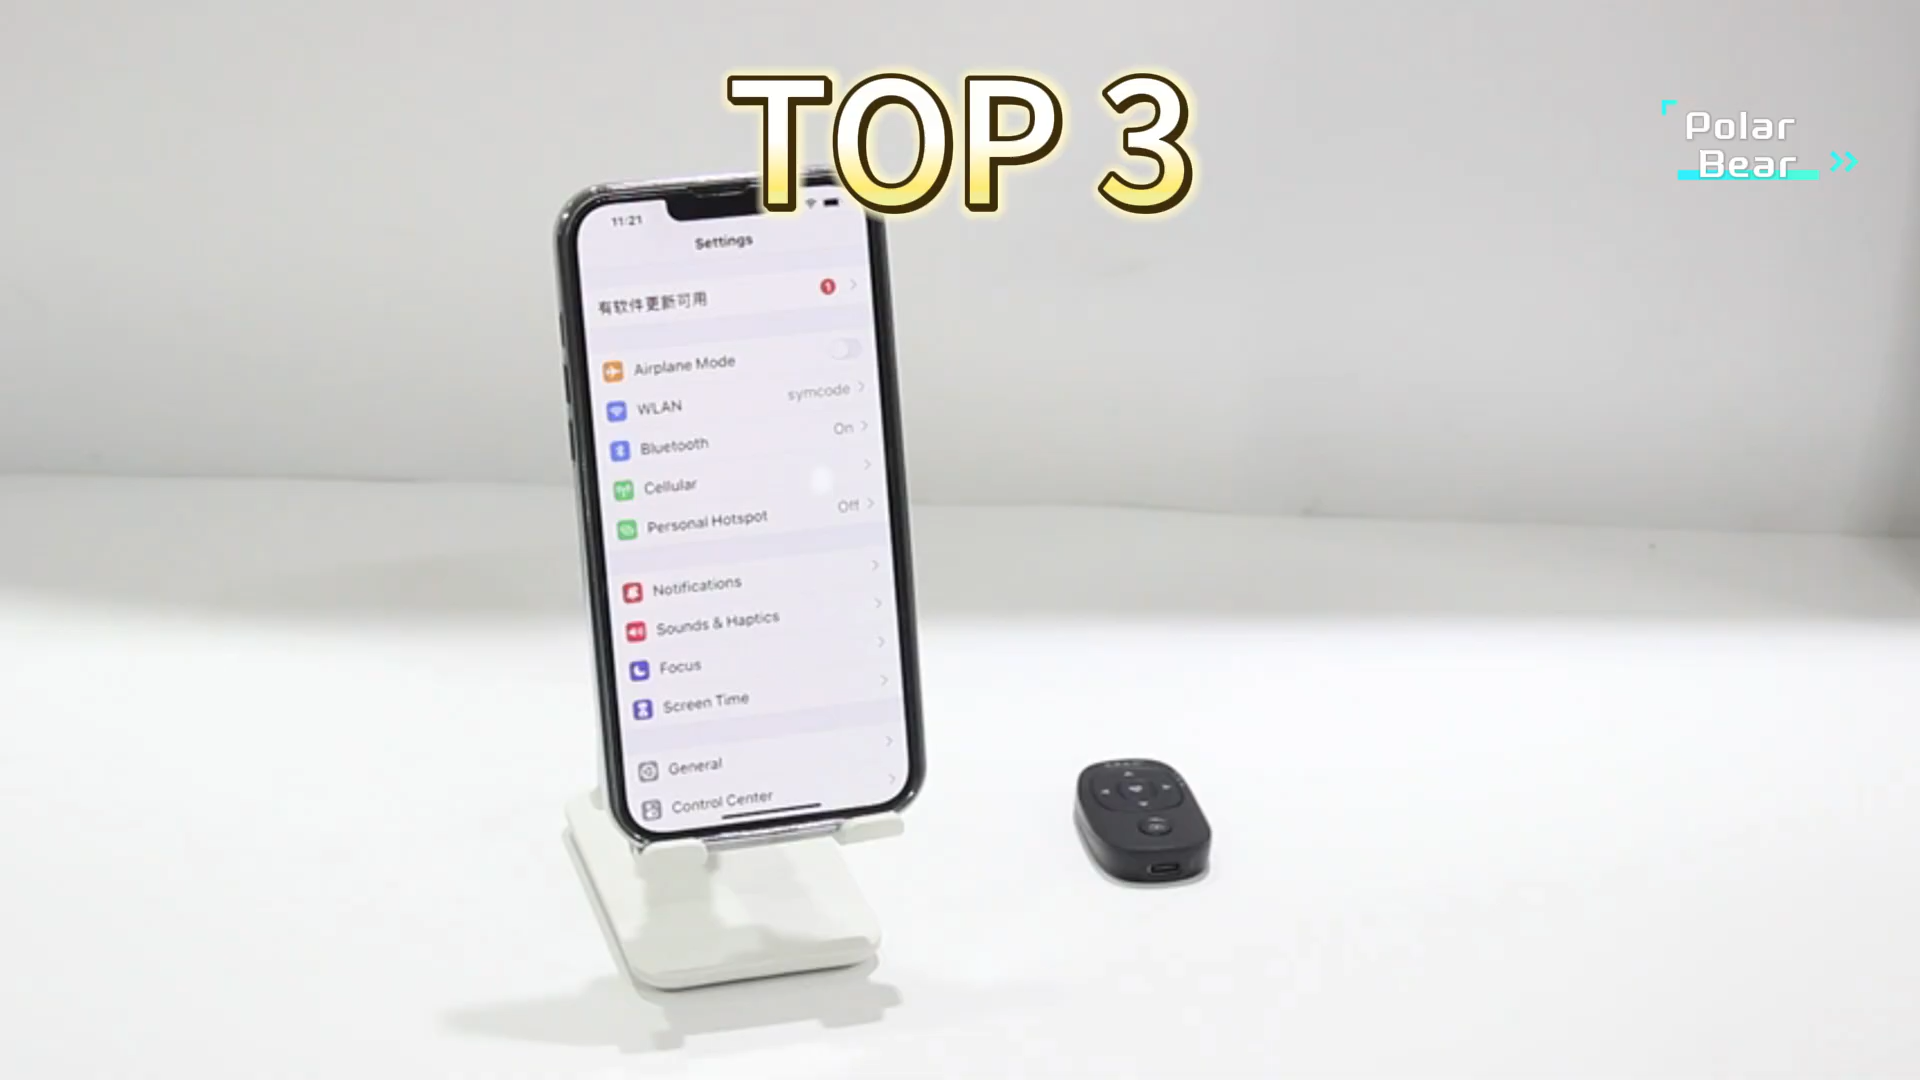 TOP 3
Polar
Bear
11:21
Settings
有软件更新可用
1
Airplane Mode
WLAN
symcode
Bluetooth
On
Cellular
Personal Hotspot
Off
Notifications
Sounds & Haptics
Focus
Screen Time
General
Control Center